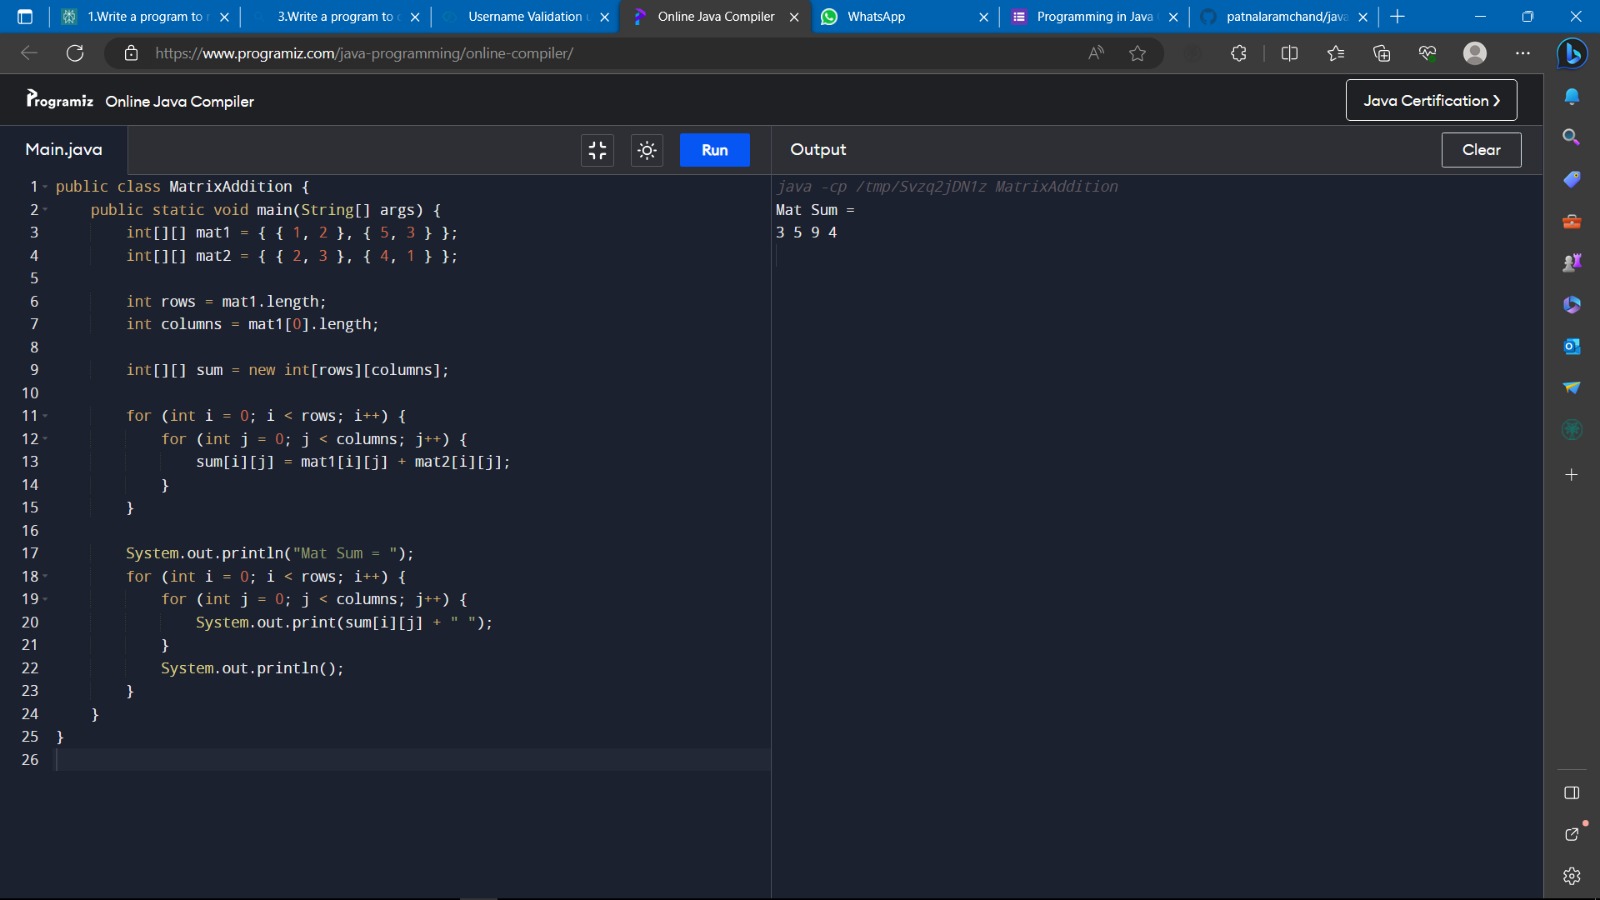 1.Write a program to
3.Write a program to
Username Validation
Online Java Compiler
WhatsApp
Programming in Java
patnalaramchand/java
https://www.programiz.com/java-programming/online-compiler/
Programiz Online Java Compiler
Java Certification >
Main.java
Run
Output
Clear
1 public class MatrixAddition {
2 public static void main(String[] args) {
3 int[][] mat1 = { { 1, 2 }, { 5, 3 } };
4 int[][] mat2 = { { 2, 3 }, { 4, 1 } };
5
6 int rows = mat1.length;
7 int columns = mat1[0].length;
8
9 int[][] sum = new int[rows][columns];
10
11 for (int i = 0; i < rows; i++) {
12 for (int j = 0; j < columns; j++) {
13 sum[i][j] = mat1[i][j] + mat2[i][j];
14 }
15 }
16
17 System.out.println("Mat Sum = ");
18 for (int i = 0; i < rows; i++) {
19 for (int j = 0; j < columns; j++) {
20 System.out.print(sum[i][j] + " ");
21 }
22 System.out.println();
23 }
24 }
25 }
26
java -cp /tmp/Svzq2jDN1z MatrixAddition
Mat Sum =
3 5 9 4